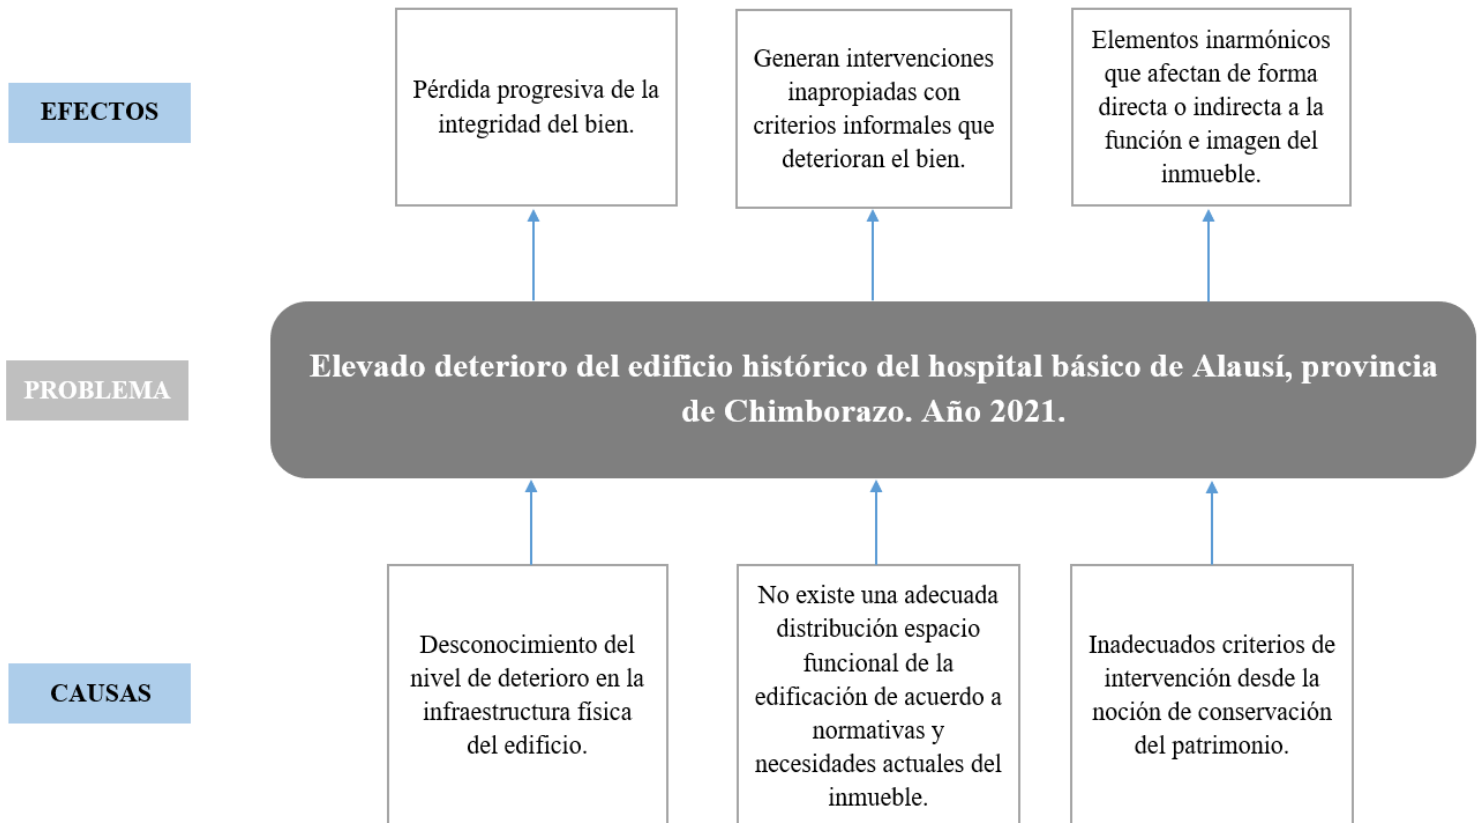 EFECTOS
Pérdida progresiva de la
integridad del bien.
Generan intervenciones
inapropiadas con
criterios informales que
deterioran el bien.
Elementos inarmónicos
que afectan de forma
directa o indirecta a la
función e imagen del
inmueble.
PROBLEMA
Elevado deterioro del edificio histórico del hospital básico de Alausí, provincia
de Chimborazo. Año 2021.
CAUSAS
Desconocimiento del
nivel de deterioro en la
infraestructura física
del edificio.
No existe una adecuada
distribución espacio
funcional de la
edificación de acuerdo a
normativas y
necesidades actuales del
inmueble.
Inadecuados criterios de
intervención desde la
noción de conservación
del patrimonio.